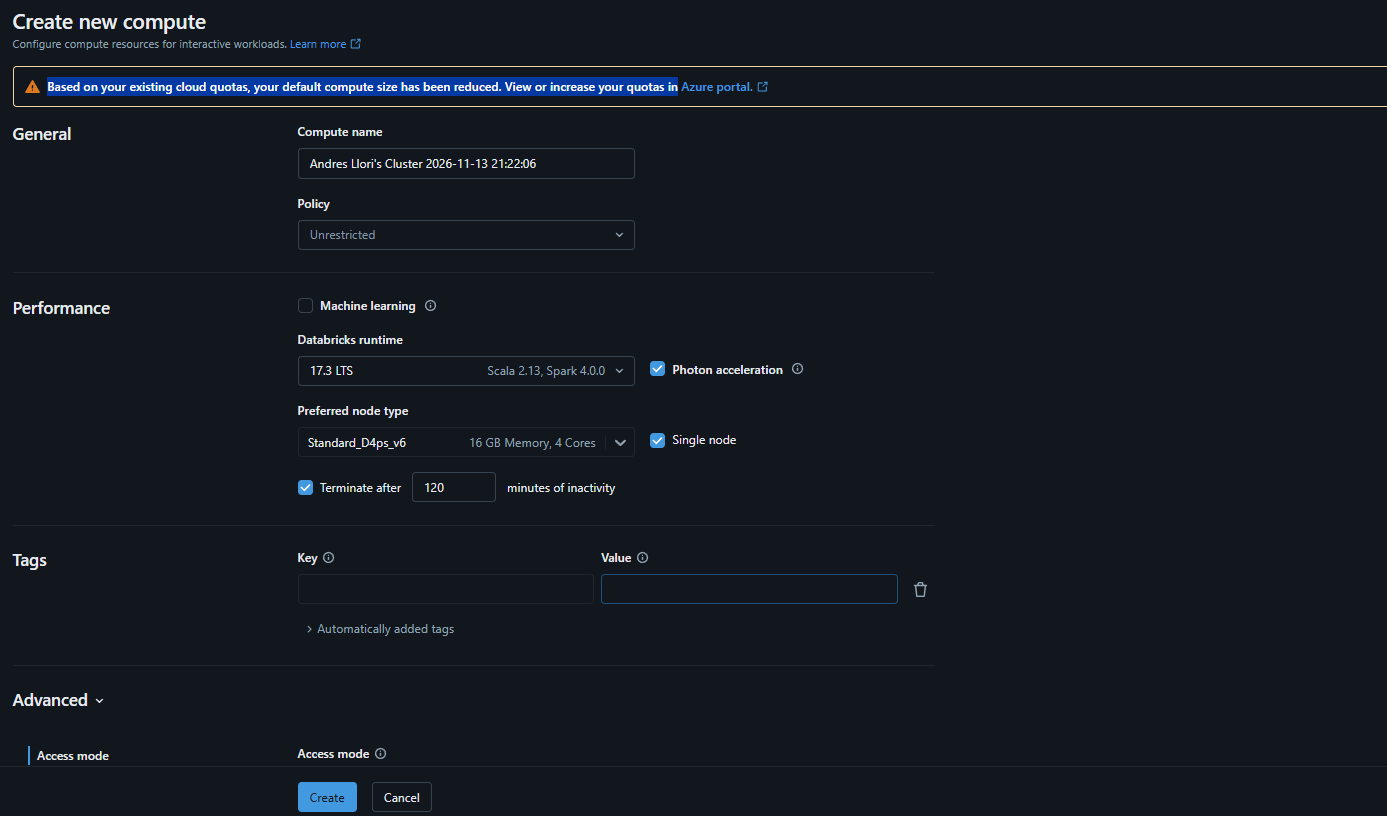 Create new compute
Configure compute resources for interactive workloads. Learn more
Based on your existing cloud quotas, your default compute size has been reduced. View or increase your quotas in Azure portal.
General
Compute name
Andres Llori's Cluster 2026-11-13 21:22:06
Policy
Unrestricted
Performance
Machine learning
Databricks runtime
17.3 LTS Scala 2.13, Spark 4.0.0
Photon acceleration
Preferred node type
Standard_D4ps_v6 16 GB Memory, 4 Cores
Single node
Terminate after 120 minutes of inactivity
Tags
Key Value
Automatically added tags
Advanced
Access mode Access mode
Create Cancel